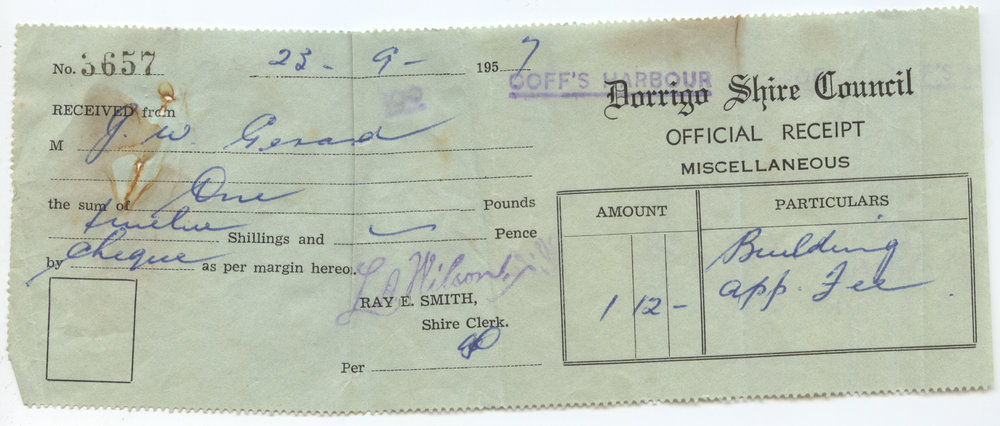 No. 3657 23 - 9 - 1957
COFF'S HARBOUR
RECEIVED from
M J. W. Gerard
the sum of One Pounds
twelve Shillings and — Pence
by cheque as per margin hereof.
RAY E. SMITH,
Shire Clerk.
Per
Dorrigo Shire Council
OFFICIAL RECEIPT
MISCELLANEOUS
AMOUNT PARTICULARS
1 12 - Building
app. Fee.